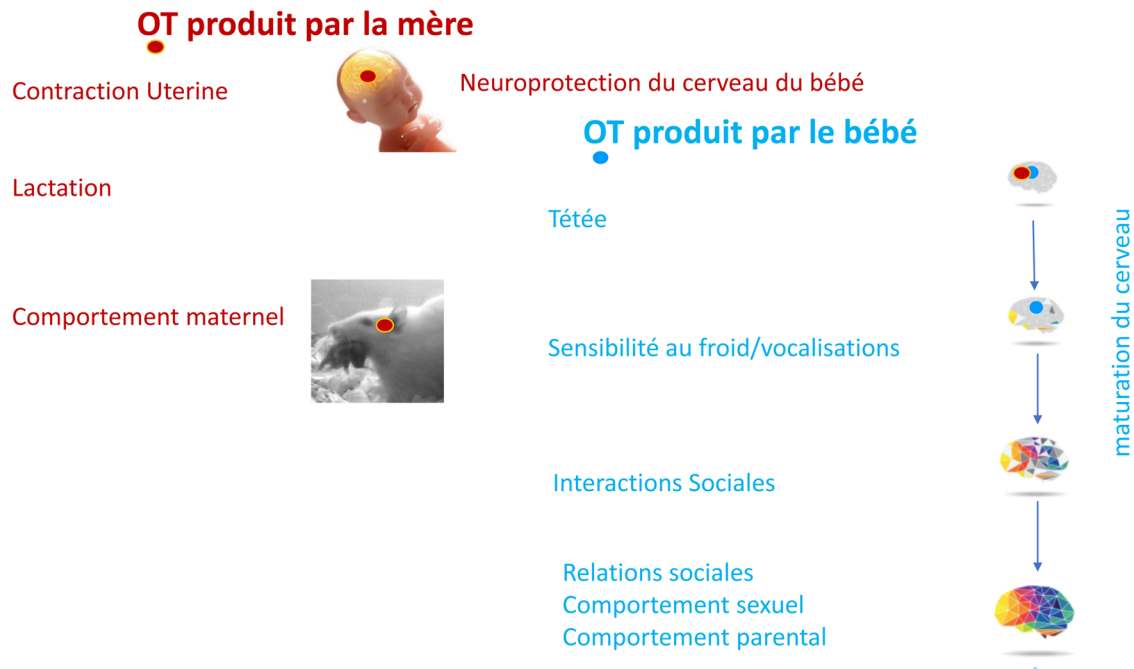 OT produit par la mère
Contraction Uterine
Neuroprotection du cerveau du bébé
OT produit par le bébé
Lactation
Tétée
Comportement maternel
Sensibilité au froid/vocalisations
Interactions Sociales
Relations sociales
Comportement sexuel
Comportement parental
maturation du cerveau